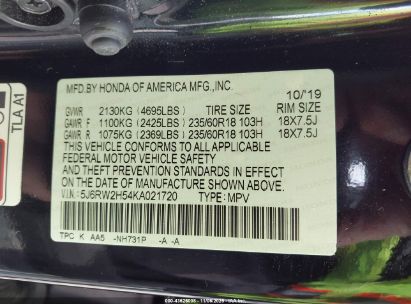 MFD.BY HONDA OF AMERICA MFG.,INC.
10/'19
GVWR 2130KG (4695LBS) TIRE SIZE RIM SIZE
GAWR F 1100KG (2425LBS) 235/60R18 103H 18X7.5J
GAWR R 1075KG (2369LBS) 235/60R18 103H 18X7.5J
THIS VEHICLE CONFORMS TO ALL APPLICABLE
FEDERAL MOTOR VEHICLE SAFETY
AND THEFT PREVENTION STANDARDS IN
EFFECT ON THE DATE OF MANUFACTURE
SHOWN ABOVE.
V.I.N.:5J6RW2H54KA021720 TYPE: MPV
TPC K AA5 -NH731P -A -A
TLA A1